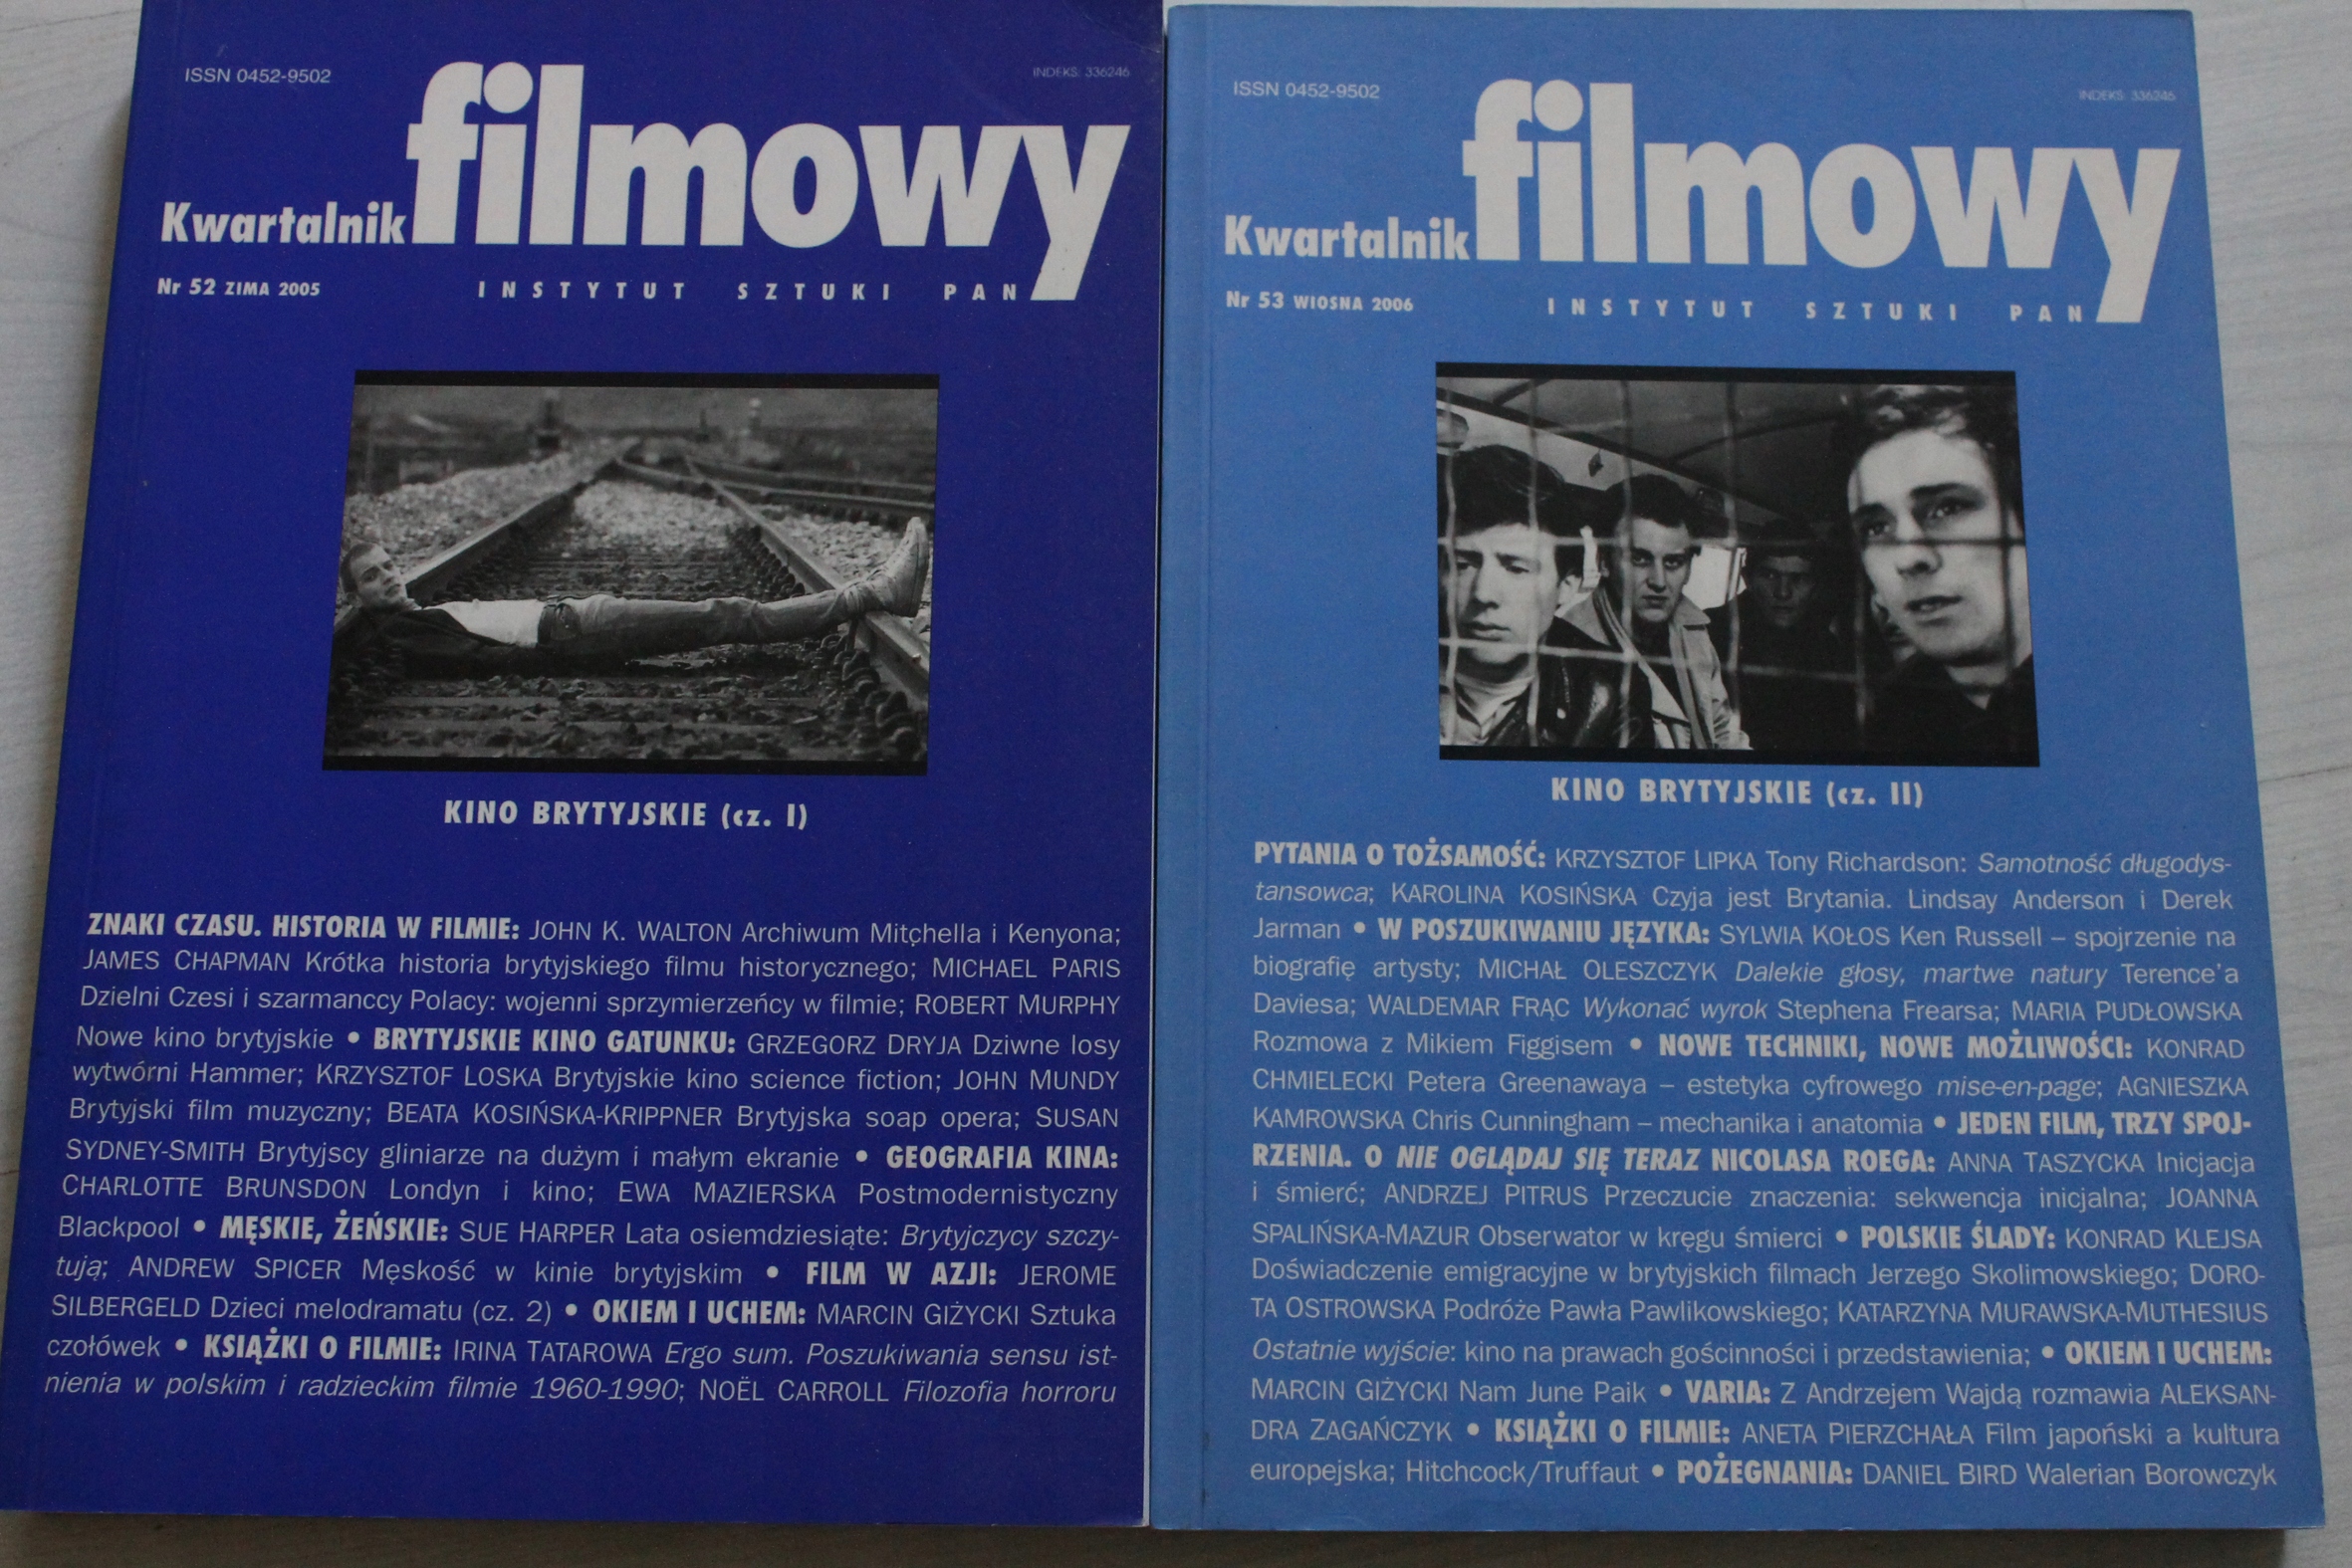 ISSN 0452-9502
INDEKS: 336246
Kwartalnik filmowy
Nr 52 ZIMA 2005
INSTYTUT SZTUKI PAN
KINO BRYTYJSKIE (cz. I)
ZNAKI CZASU. HISTORIA W FILMIE: JOHN K. WALTON Archiwum Mitchella i Kenyona;
JAMES CHAPMAN Krótka historia brytyjskiego filmu historycznego; MICHAEL PARIS
Dzielni Czesi i szarmanccy Polacy: wojenni sprzymierzeńcy w filmie; ROBERT MURPHY
Nowe kino brytyjskie • BRYTYJSKIE KINO GATUNKU: GRZEGORZ DRYJA Dziwne losy
wytwórni Hammer; KRZYSZTOF LOSKA Brytyjskie kino science fiction; JOHN MUNDY
Brytyjski film muzyczny; BEATA KOSIŃSKA-KRIPPNER Brytyjska soap opera; SUSAN
SYDNEY-SMITH Brytyjscy gliniarze na dużym i małym ekranie • GEOGRAFIA KINA:
CHARLOTTE BRUNSDON Londyn i kino; EWA MAZIERSKA Postmodernistyczny
Blackpool • MĘSKIE, ŻEŃSKIE: SUE HARPER Lata osiemdziesiąte: Brytyjczycy szczy-
tują; ANDREW SPICER Męskość w kinie brytyjskim • FILM W AZJI: JEROME
SILBERGELD Dzieci melodramatu (cz. 2) • OKIEM I UCHEM: MARCIN GIŻYCKI Sztuka
czołówek • KSIĄŻKI O FILMIE: IRINA TATAROWA Ergo sum. Poszukiwania sensu ist-
nienia w polskim i radzieckim filmie 1960-1990; NOËL CARROLL Filozofia horroru
ISSN 0452-9502
INDEKS: 336246
Kwartalnik filmowy
Nr 53 WIOSNA 2006
INSTYTUT SZTUKI PAN
KINO BRYTYJSKIE (cz. II)
PYTANIA O TOŻSAMOŚĆ: KRZYSZTOF LIPKA Tony Richardson: Samotność długodys-
tansowca; KAROLINA KOSIŃSKA Czyja jest Brytania. Lindsay Anderson i Derek
Jarman • W POSZUKIWANIU JĘZYKA: SYLWIA KOŁOS Ken Russell – spojrzenie na
biografię artysty; MICHAŁ OLESZCZYK Dalekie głosy, martwe natury Terence'a
Daviesa; WALDEMAR FRĄC Wykonać wyrok Stephena Frearsa; MARIA PUDŁOWSKA
Rozmowa z Mikiem Figgisem • NOWE TECHNIKI, NOWE MOŻLIWOŚCI: KONRAD
CHMIELECKI Petera Greenawaya – estetyka cyfrowego mise-en-page; AGNIESZKA
KAMROWSKA Chris Cunningham – mechanika i anatomia • JEDEN FILM, TRZY SPOJ-
RZENIA. O NIE OGLĄDAJ SIĘ TERAZ NICOLASA ROEGA: ANNA TASZYCKA Inicjacja
i śmierć; ANDRZEJ PITRUS Przeczucie znaczenia: sekwencja inicjalna; JOANNA
SPALIŃSKA-MAZUR Obserwator w kręgu śmierci • POLSKIE ŚLADY: KONRAD KLEJSA
Doświadczenie emigracyjne w brytyjskich filmach Jerzego Skolimowskiego; DORO-
TA OSTROWSKA Podróże Pawła Pawlikowskiego; KATARZYNA MURAWSKA-MUTHESIUS
Ostatnie wyjście: kino na prawach gościnności i przedstawienia; • OKIEM I UCHEM:
MARCIN GIŻYCKI Nam June Paik • VARIA: Z Andrzejem Wajdą rozmawia ALEKSAN-
DRA ZAGAŃCZYK • KSIĄŻKI O FILMIE: ANETA PIERZCHAŁA Film japoński a kultura
europejska; Hitchcock/Truffaut • POŻEGNANIA: DANIEL BIRD Walerian Borowczyk